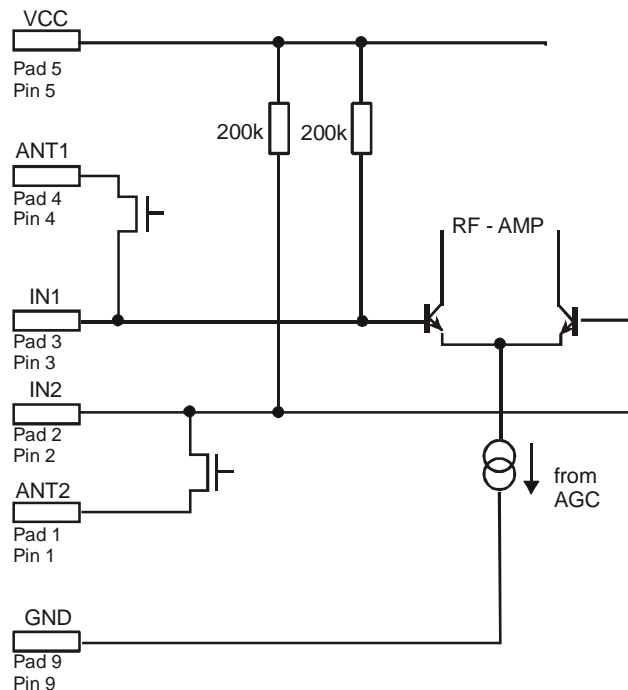 VCC
Pad 5
Pin 5
200k
200k
ANT1
Pad 4
Pin 4
RF - AMP
IN1
Pad 3
Pin 3
IN2
Pad 2
Pin 2
ANT2
Pad 1
Pin 1
from
AGC
GND
Pad 9
Pin 9